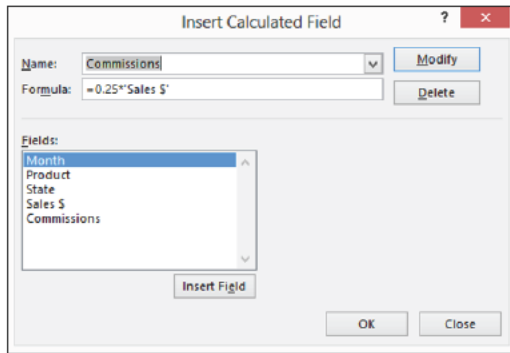 Insert Calculated Field ? ×
Name: Commissions Modify
Formula: =0.25*'Sales $' Delete
Fields:
Month
Product
State
Sales $
Commissions
Insert Field
OK Close